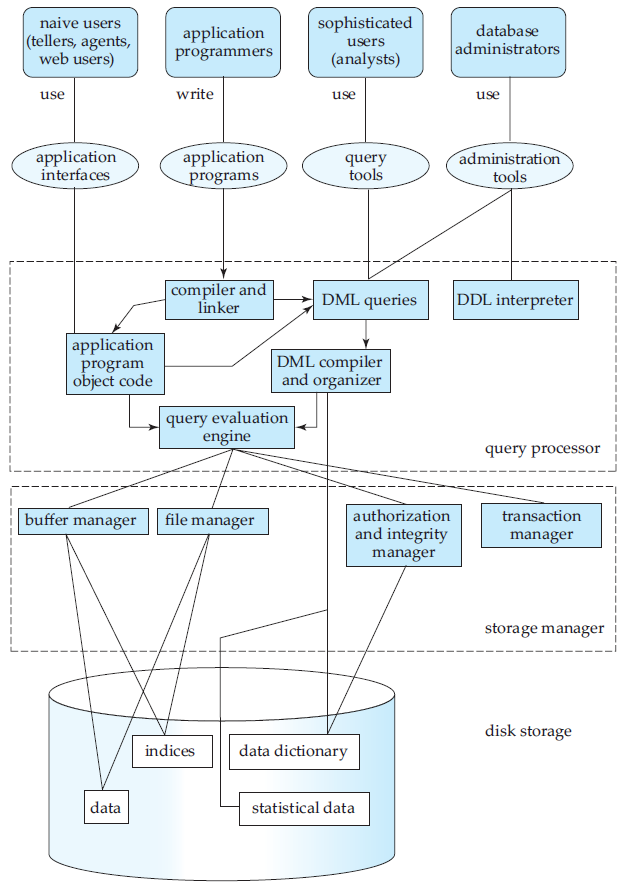 naive users
(tellers, agents,
web users)
application
programmers
sophisticated
users
(analysts)
database
administrators
use
write
use
use
application
interfaces
application
programs
query
tools
administration
tools
compiler and
linker
DML queries
DDL interpreter
application
program
object code
DML compiler
and organizer
query evaluation
engine
query processor
buffer manager
file manager
authorization
and integrity
manager
transaction
manager
storage manager
disk storage
indices
data dictionary
data
statistical data